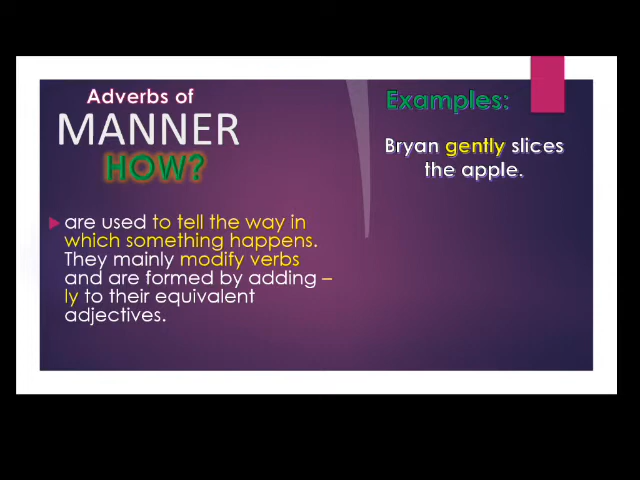 Adverbs of
MANNER
HOW?
are used to tell the way in
which something happens.
They mainly modify verbs
and are formed by adding –
ly to their equivalent
adjectives.
Examples:
Bryan gently slices
the apple.